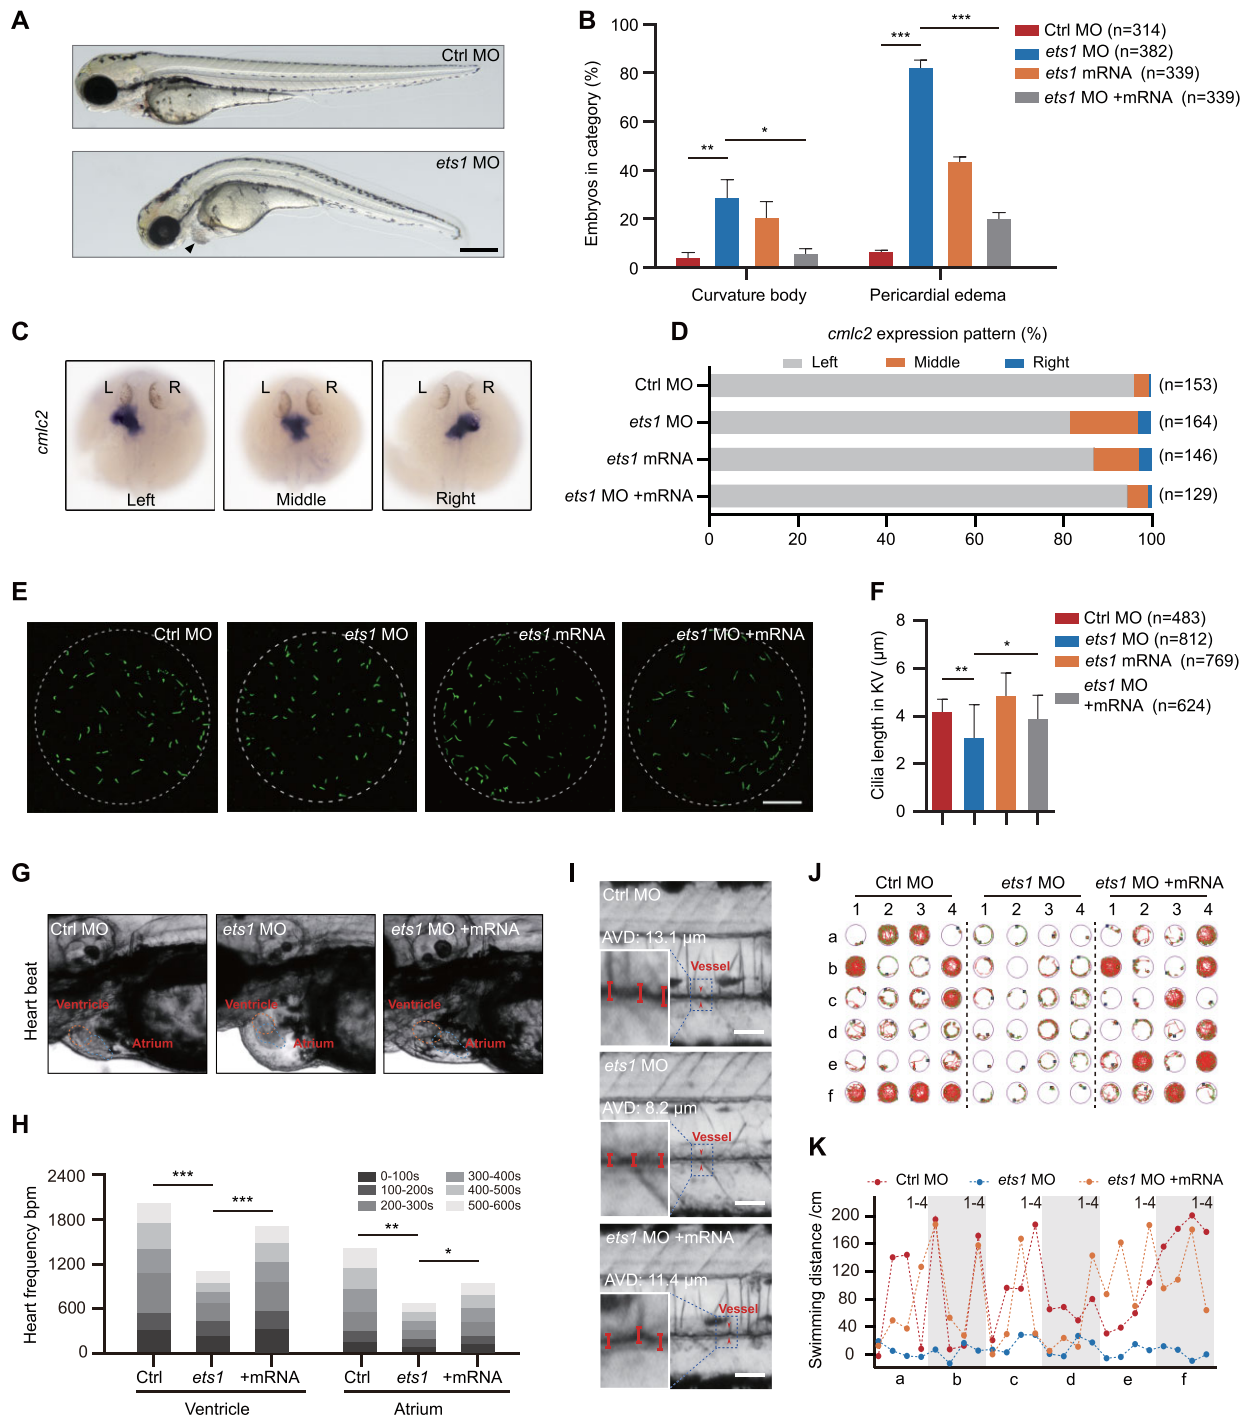 A
Ctrl MO
ets1 MO
B
Embryos in category (%)
100
80
60
40
20
0
**
*
***
***
Curvature body
Pericardial edema
Ctrl MO (n=314)
ets1 MO (n=382)
ets1 mRNA (n=339)
ets1 MO +mRNA (n=339)
C
cmlc2
L R
Left
L R
Middle
L R
Right
D
cmlc2 expression pattern (%)
Left Middle Right
Ctrl MO (n=153)
ets1 MO (n=164)
ets1 mRNA (n=146)
ets1 MO +mRNA (n=129)
0 20 40 60 80 100
E
Ctrl MO
ets1 MO
ets1 mRNA
ets1 MO +mRNA
F
Cilia length in KV (μm)
8
6
4
2
0
**
*
Ctrl MO (n=483)
ets1 MO (n=812)
ets1 mRNA (n=769)
ets1 MO
+mRNA (n=624)
G
Heart beat
Ctrl MO
Ventricle
Atrium
ets1 MO
Ventricle
Atrium
ets1 MO +mRNA
Ventricle
Atrium
H
Heart frequency bpm
2400
1800
1200
600
0
***
***
**
*
0-100s
100-200s
200-300s
300-400s
400-500s
500-600s
Ctrl ets1 +mRNA
Ctrl ets1 +mRNA
Ventricle
Atrium
I
Ctrl MO
AVD: 13.1 μm
Vessel
ets1 MO
AVD: 8.2 μm
Vessel
ets1 MO +mRNA
AVD: 11.4 μm
Vessel
J
Ctrl MO ets1 MO ets1 MO +mRNA
1 2 3 4 1 2 3 4 1 2 3 4
a
b
c
d
e
f
K
Ctrl MO ets1 MO ets1 MO +mRNA
Swimming distance /cm
200
160
80
40
0
1-4 1-4 1-4 1-4 1-4 1-4
a b c d e f